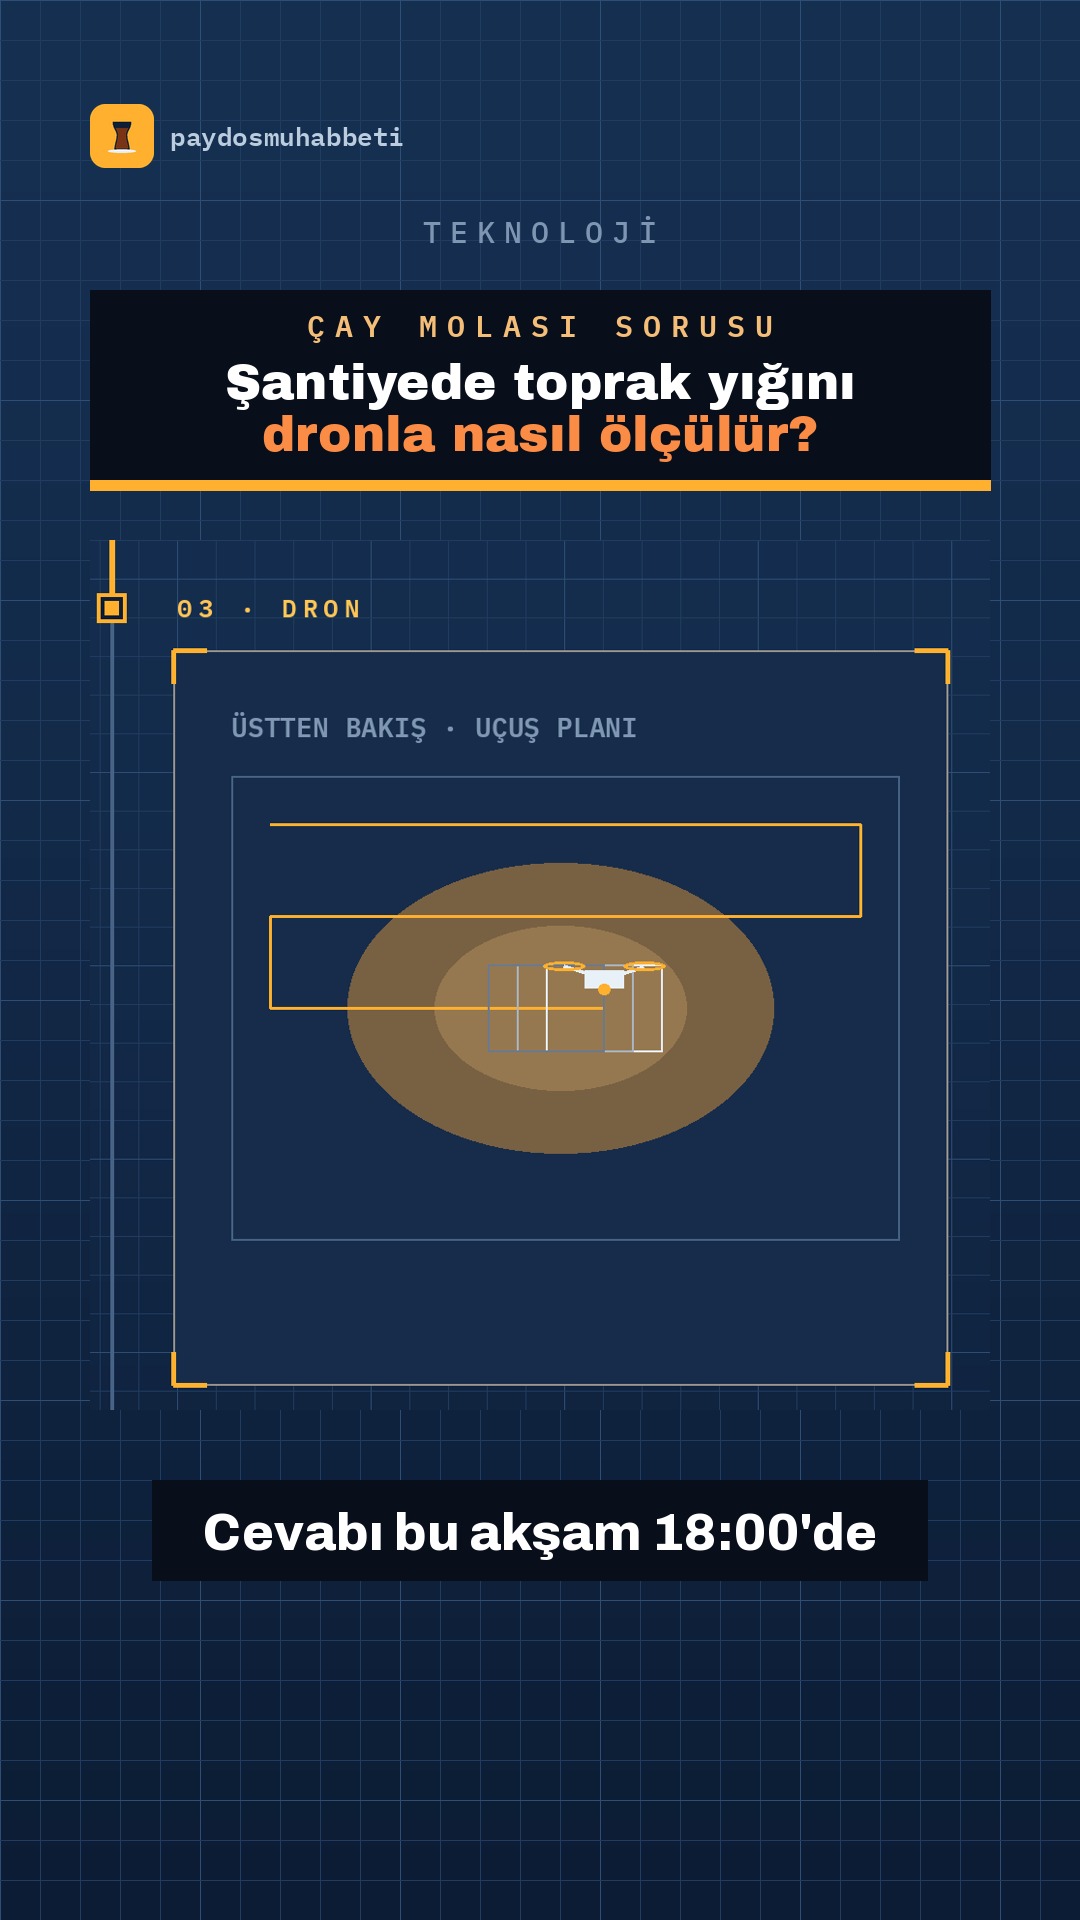 paydosmuhabbeti
TEKNOLOJİ
ÇAY MOLASI SORUSU
Şantiyede toprak yığını
dronla nasıl ölçülür?
03 · DRON
ÜSTTEN BAKIŞ · UÇUŞ PLANI
Cevabı bu akşam 18:00'de